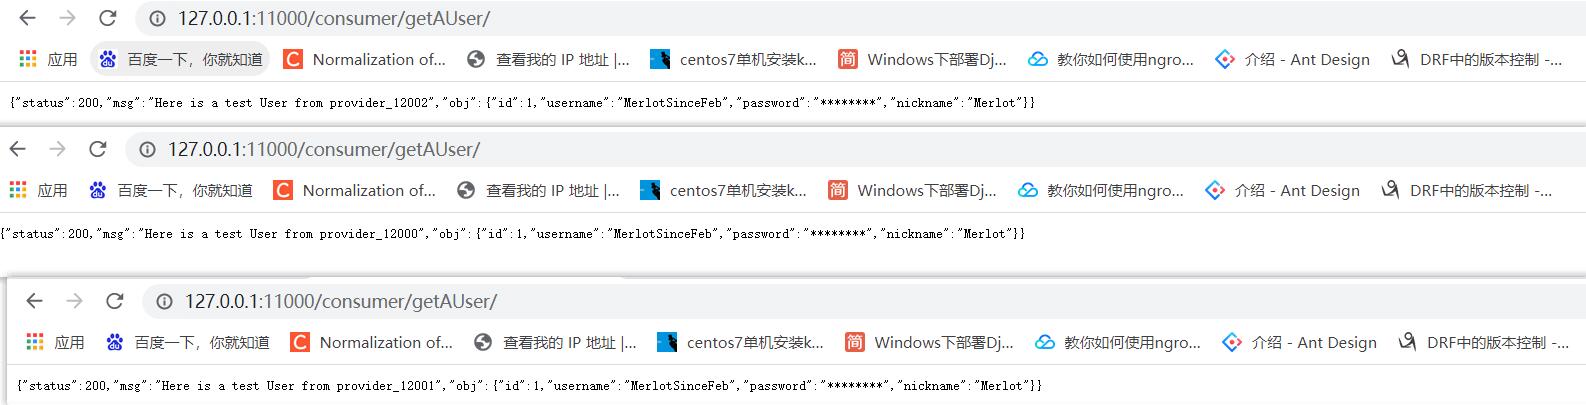 127.0.0.1:11000/consumer/getAUser/
应用 百度一下，你就知道 C Normalization of... 查看我的 IP 地址 |... centos7单机安装k... 简 Windows下部署Dj... 教你如何使用ngro... 介绍 - Ant Design DRF中的版本控制 -...
{"status":200,"msg":"Here is a test User from provider_12002","obj":{"id":1,"username":"MerlotSinceFeb","password":"********","nickname":"Merlot"}}
127.0.0.1:11000/consumer/getAUser/
应用 百度一下，你就知道 C Normalization of... 查看我的 IP 地址 |... centos7单机安装k... 简 Windows下部署Dj... 教你如何使用ngro... 介绍 - Ant Design DRF中的版本控制 -...
{"status":200,"msg":"Here is a test User from provider_12000","obj":{"id":1,"username":"MerlotSinceFeb","password":"********","nickname":"Merlot"}}
127.0.0.1:11000/consumer/getAUser/
应用 百度一下，你就知道 C Normalization of... 查看我的 IP 地址 |... centos7单机安装k... 简 Windows下部署Dj... 教你如何使用ngro... 介绍 - Ant Design DRF中的版本控制 -...
{"status":200,"msg":"Here is a test User from provider_12001","obj":{"id":1,"username":"MerlotSinceFeb","password":"********","nickname":"Merlot"}}